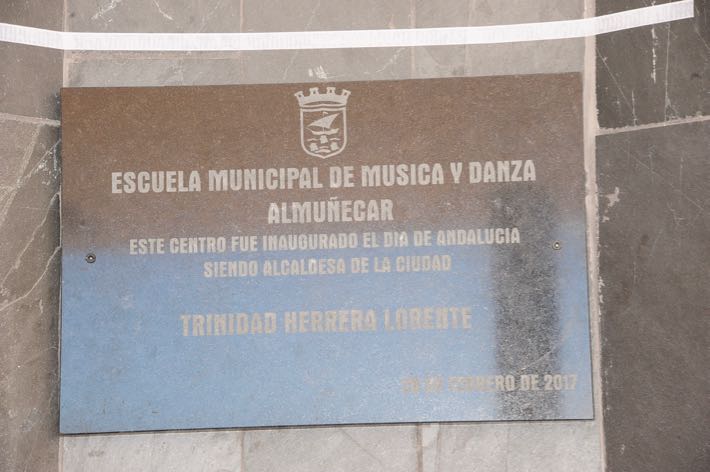 ESCUELA MUNICIPAL DE MUSICA Y DANZA
ALMUÑECAR
ESTE CENTRO FUE INAUGURADO EL DIA DE ANDALUCIA
SIENDO ALCALDESA DE LA CIUDAD
TRINIDAD HERRERA LORENTE
28 DE FEBRERO DE 2017